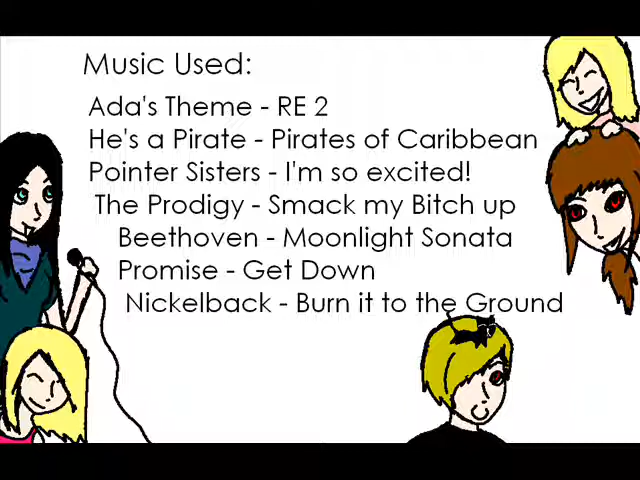 Music Used:
Ada's Theme - RE 2
He's a Pirate - Pirates of Caribbean
Pointer Sisters - I'm so excited!
The Prodigy - Smack my Bitch up
Beethoven - Moonlight Sonata
Promise - Get Down
Nickelback - Burn it to the Ground